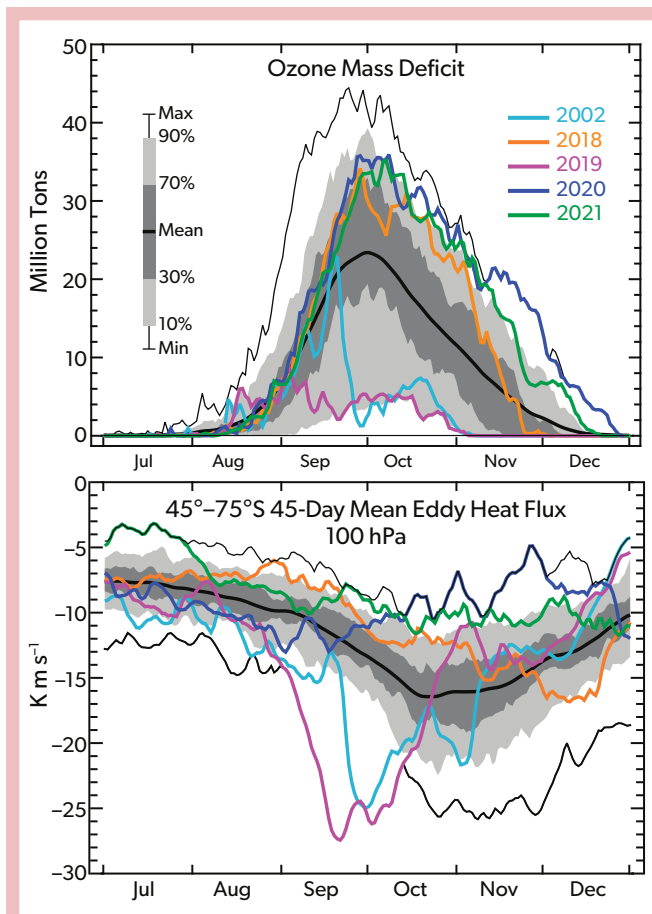 Ozone Mass Deficit
50
40
30
20
10
0
Million Tons
Max
90%
70%
Mean
30%
10%
Min
2002
2018
2019
2020
2021
Jul Aug Sep Oct Nov Dec
45°–75°S 45-Day Mean Eddy Heat Flux
100 hPa
0
−5
−10
−15
−20
−25
−30
K m s⁻¹
Jul Aug Sep Oct Nov Dec